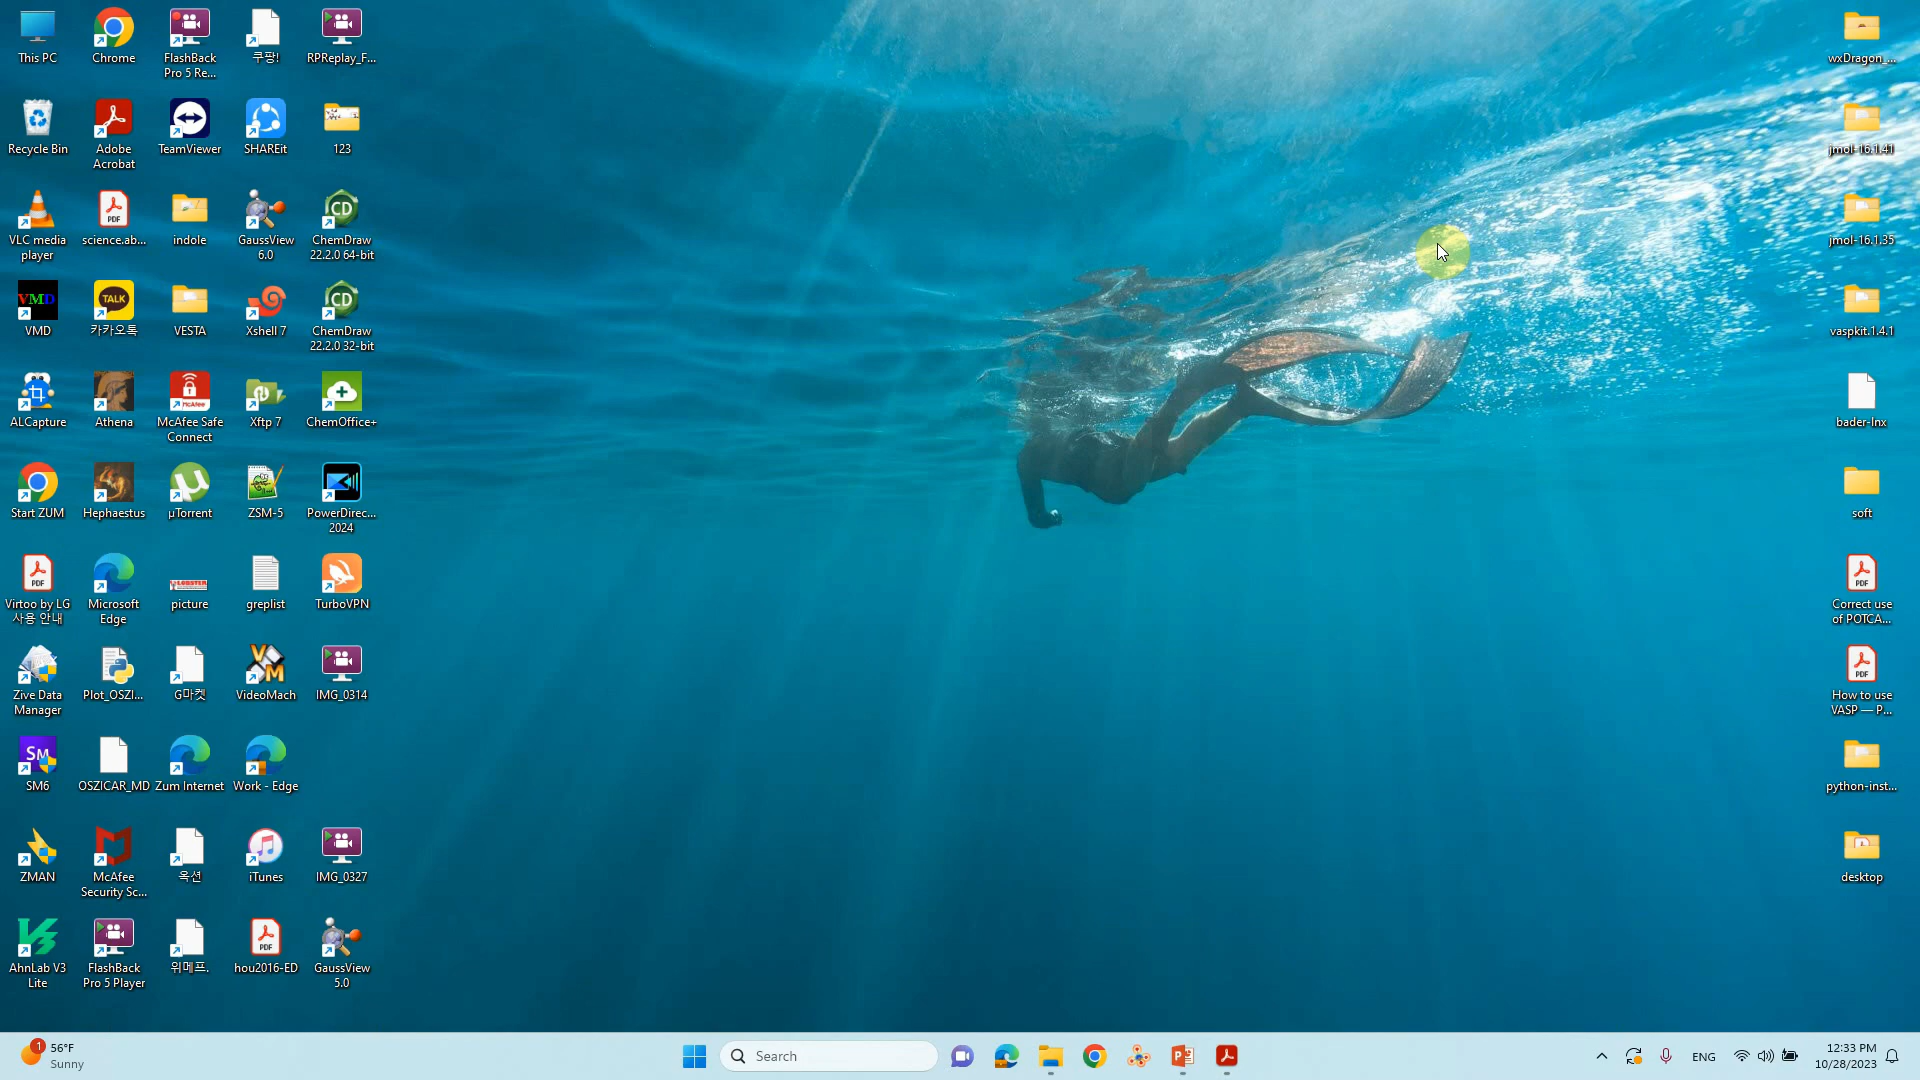 This PC
Chrome
FlashBack
Pro 5 Re...
쿠팡!
RPReplay_F...
Recycle Bin
Adobe
Acrobat
TeamViewer
SHAREit
123
VLC media
player
science.ab...
indole
GaussView
6.0
ChemDraw
22.2.0 64-bit
VMD
카카오톡
VESTA
Xshell 7
ChemDraw
22.2.0 32-bit
ALCapture
Athena
McAfee Safe
Connect
Xftp 7
ChemOffice+
Start ZUM
Hephaestus
µTorrent
ZSM-5
PowerDirec...
2024
Virtoo by LG
사용 안내
Microsoft
Edge
picture
greplist
TurboVPN
Zive Data
Manager
Plot_OSZI...
G마켓
VideoMach
IMG_0314
SM6
OSZICAR_MD
Zum Internet
Work - Edge
ZMAN
McAfee
Security Sc...
옥션
iTunes
IMG_0327
AhnLab V3
Lite
FlashBack
Pro 5 Player
위메프.
hou2016-ED
GaussView
5.0
wxDragon_...
jmol-16.1.41
jmol-16.1.35
vaspkit.1.4.1
bader-lnx
soft
Correct use
of POTCA...
How to use
VASP — P...
python-inst...
desktop
1
56°F
Sunny
Search
ENG
12:33 PM
10/28/2023